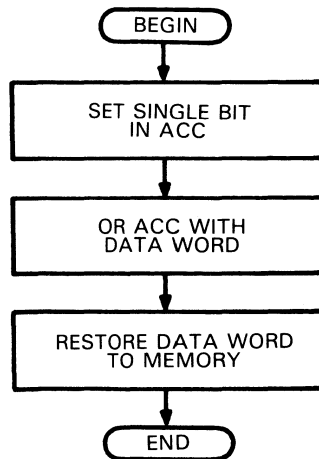 BEGIN
SET SINGLE BIT
IN ACC
OR ACC WITH
DATA WORD
RESTORE DATA WORD
TO MEMORY
END